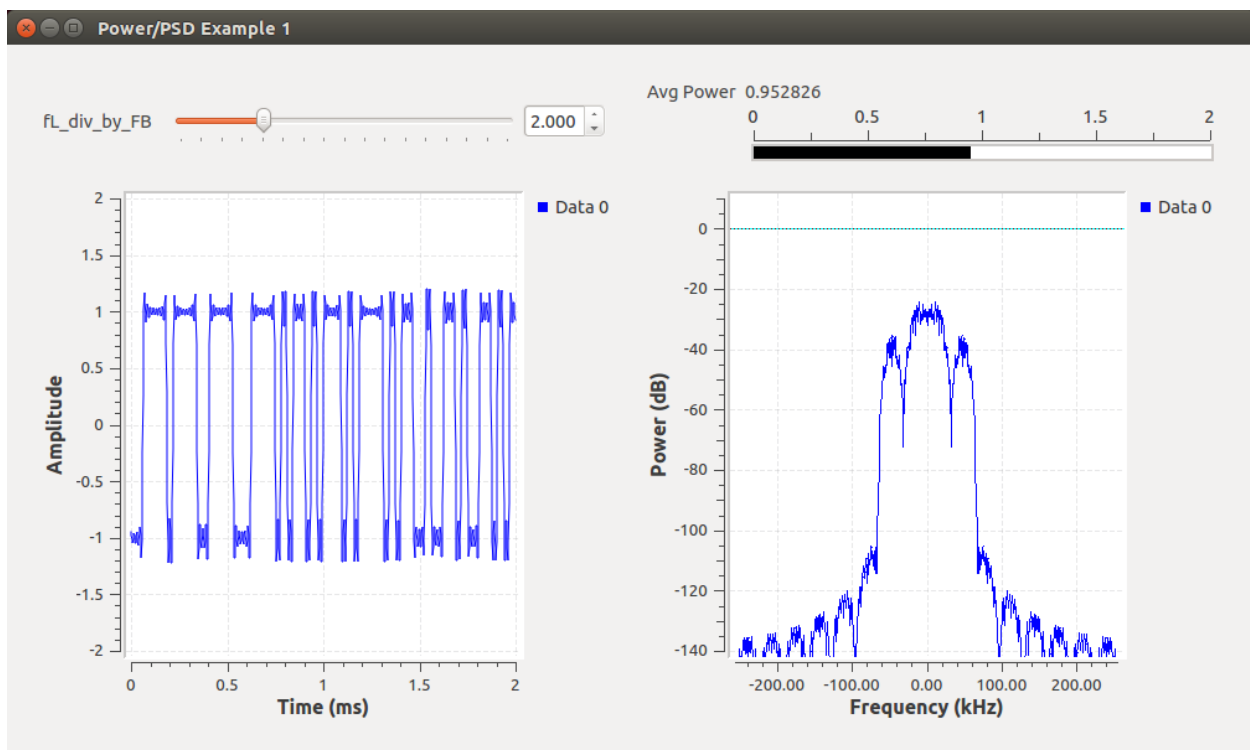 Power/PSD Example 1
fL_div_by_FB
2.000
Avg Power 0.952826
0 0.5 1 1.5 2
2
1.5
1
0.5
0
-0.5
-1
-1.5
-2
Amplitude
0 0.5 1 1.5 2
Time (ms)
Data 0
0
-20
-40
-60
-80
-100
-120
-140
Power (dB)
-200.00 -100.00 0.00 100.00 200.00
Frequency (kHz)
Data 0